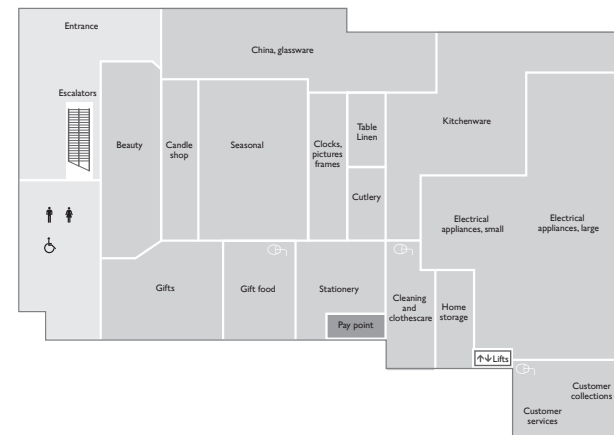 Entrance
China, glassware
Escalators
Kitchenware
Table
Linen
Beauty
Candle
shop
Seasonal
Clocks,
pictures
frames
Cutlery
Electrical
appliances, small
Electrical
appliances, large
Gifts
Gift food
Stationery
Cleaning
and
clothescare
Home
storage
Pay point
Lifts
Customer
collections
Customer
services